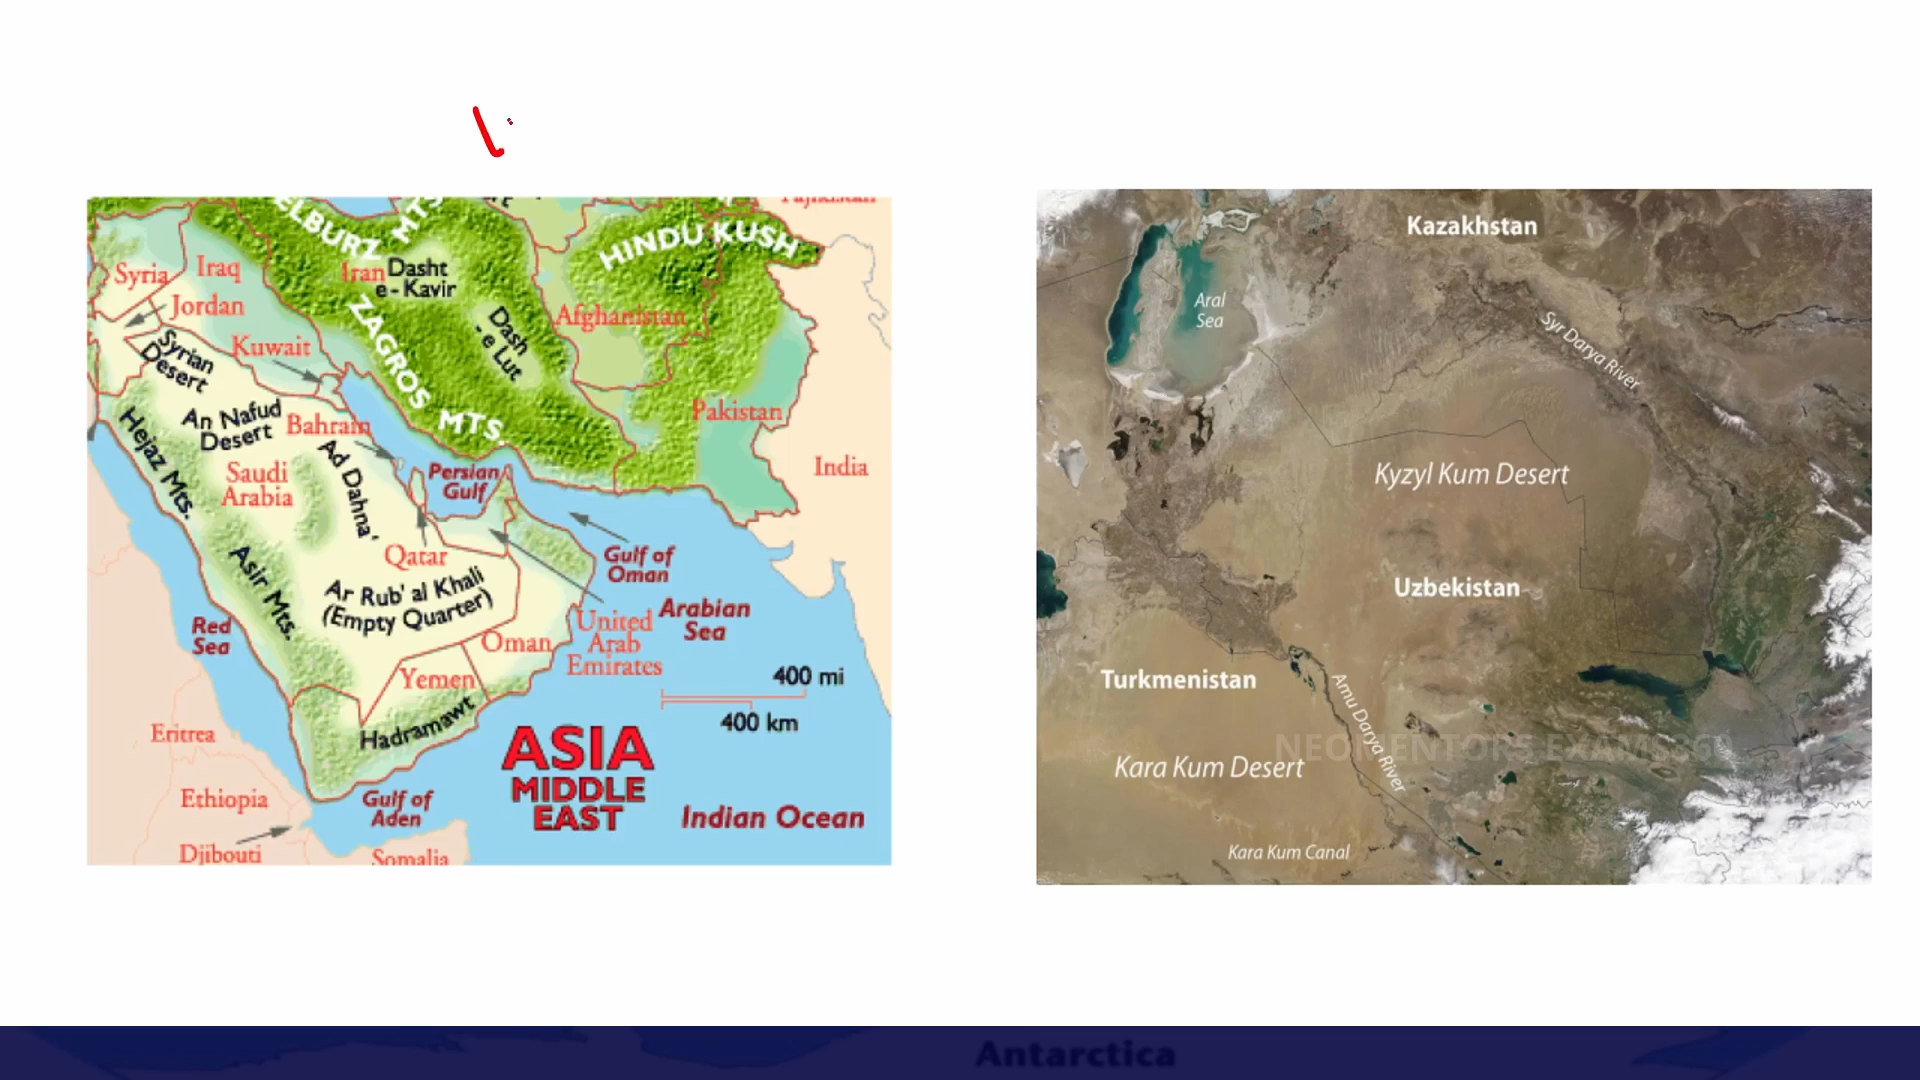 ELBURZ
MTS
HINDU KUSH
Syria
Iraq
Iran
Dasht
e - Kavir
Jordan
Afghanistan
Dash
- e Lut
ZAGROS MTS.
Syrian
Desert
Kuwait
An Nafud
Desert
Bahrain
Pakistan
Hejaz Mts.
Saudi
Arabia
Ad Dahna'
Persian
Gulf
India
Qatar
Gulf of
Oman
Asir Mts.
Ar Rub' al Khali
(Empty Quarter)
Red
Sea
Oman
United
Arab
Emirates
Arabian
Sea
Yemen
400 mi
400 km
Hadramawt
Eritrea
ASIA
MIDDLE
EAST
Ethiopia
Gulf of
Aden
Indian Ocean
Djibouti
Somalia
Kazakhstan
Aral
Sea
Syr Darya River
Kyzyl Kum Desert
Uzbekistan
Turkmenistan
Amu Darya River
Kara Kum Desert
Kara Kum Canal
Antarctica